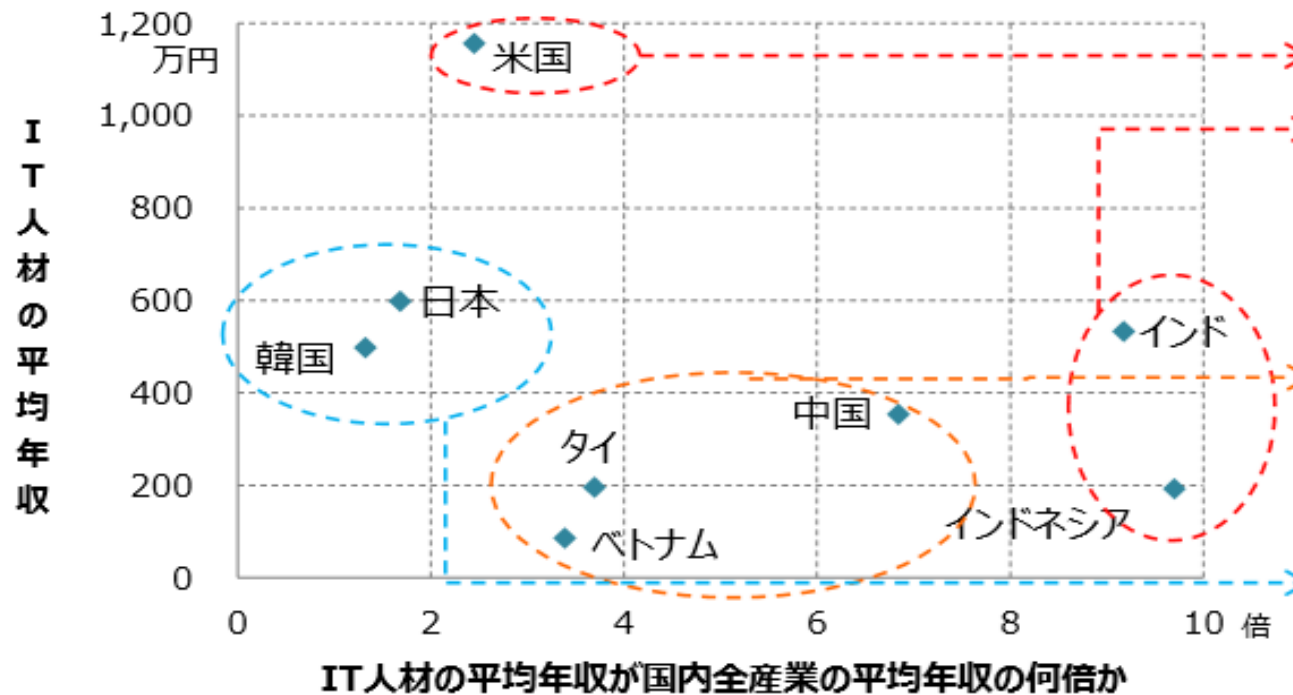 IT人材の平均年収
1,200
万円
1,000
800
600
400
200
0
米国
日本
韓国
インド
中国
タイ
インドネシア
ベトナム
0 2 4 6 8 10 倍
IT人材の平均年収が国内全産業の平均年収の何倍か